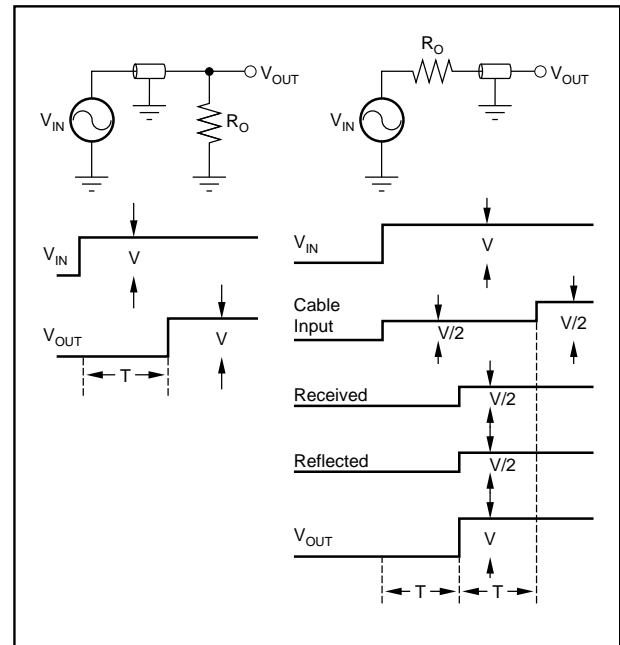 V_IN
V_OUT
R_O
V_IN
R_O
V_OUT
V_IN
V
V_OUT
V
T
V_IN
V
Cable
Input
V/2
V/2
Received
V/2
Reflected
V/2
V_OUT
V
T
T